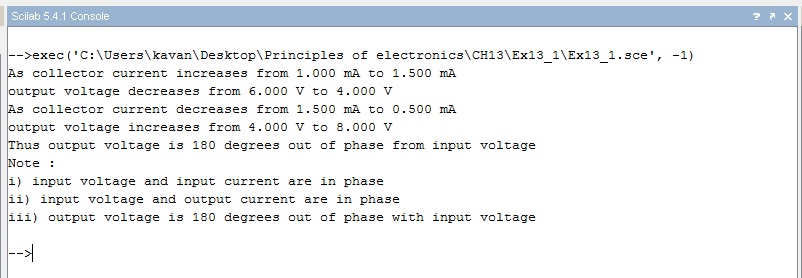 Scilab 5.4.1 Console
-->exec('C:\Users\kavan\Desktop\Principles of electronics\CH13\Ex13_1\Ex13_1.sce', -1)
As collector current increases from 1.000 mA to 1.500 mA
output voltage decreases from 6.000 V to 4.000 V
As collector current decreases from 1.500 mA to 0.500 mA
output voltage increases from 4.000 V to 8.000 V
Thus output voltage is 180 degrees out of phase from input voltage
Note :
i) input voltage and input current are in phase
ii) input voltage and output current are in phase
iii) output voltage is 180 degrees out of phase with input voltage
-->